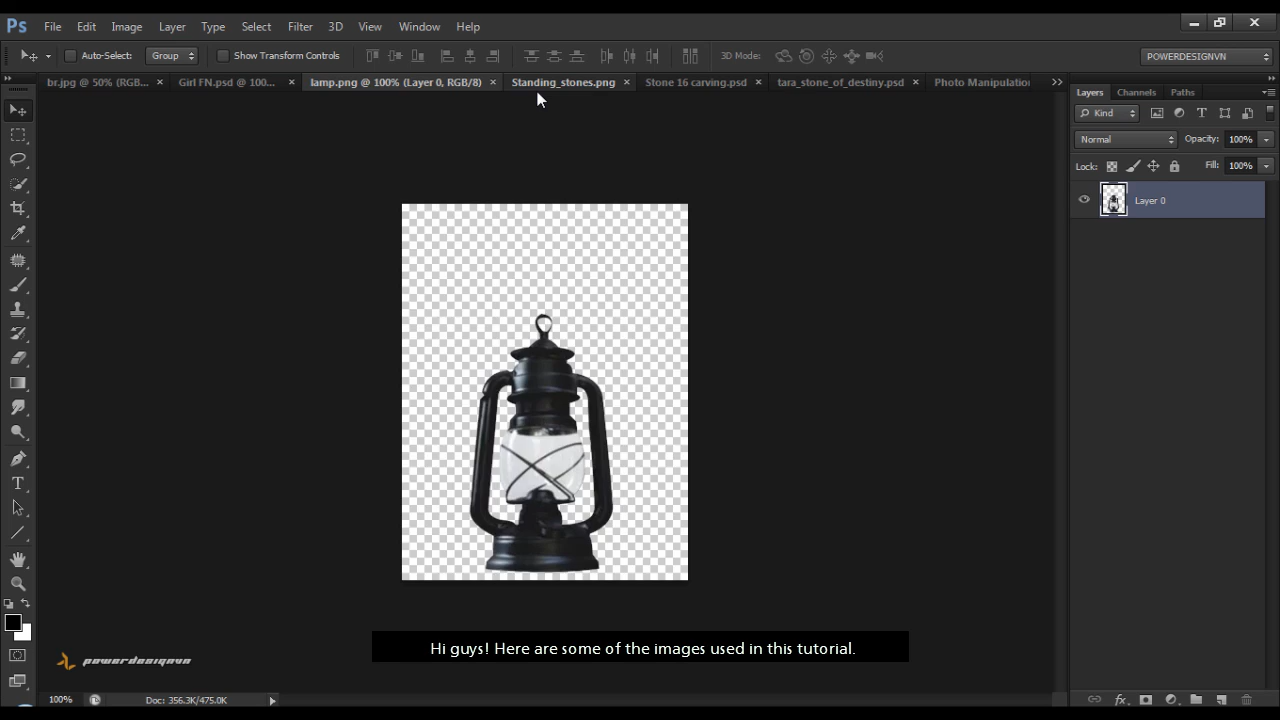 Ps File Edit Image Layer Type Select Filter 3D View Window Help
Auto-Select: Group Show Transform Controls 3D Mode: POWERDESIGNVN
br.jpg @ 50% (RGB... × Girl FN.psd @ 100... × lamp.png @ 100% (Layer 0, RGB/8) × Standing_stones.png × Stone 16 carving.psd × tara_stone_of_destiny.psd × Photo Manipulation
Layers Channels Paths
Kind
Normal Opacity: 100%
Lock: Fill: 100%
Layer 0
Hi guys! Here are some of the images used in this tutorial.
POWERDESIGNVN
100% Doc: 356.3K/475.0K